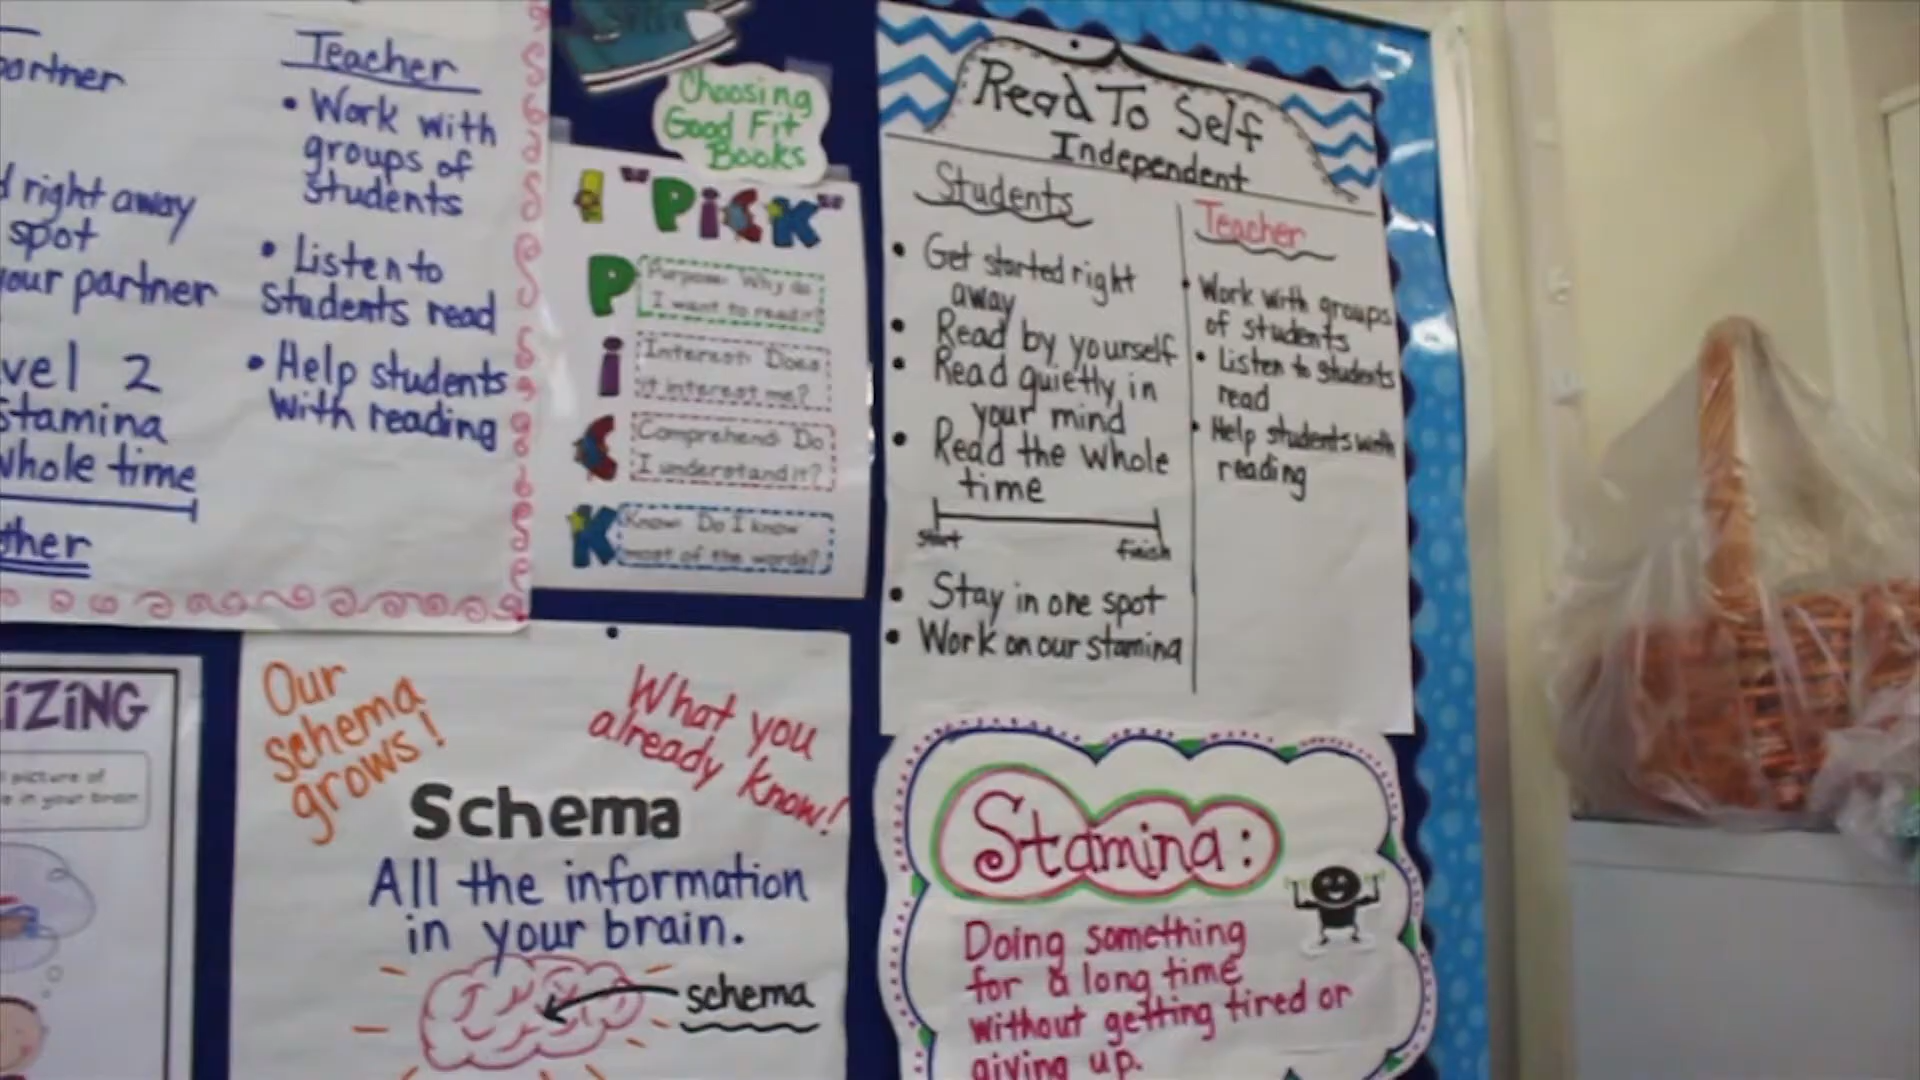 partner
right away
spot
your partner
vel 2
stamina
whole time
ther
Teacher
• Work with
groups of
students
• Listen to
students read
• Help students
with reading
Choosing
Good Fit
Books
I "PiCK"
P
Purpose: Why do
I want to read it?
i
Interest: Does
it interest me?
C
Comprehend: Do
I understand it?
K
Know: Do I know
most of the words?
Read To Self
Independent
Students
• Get started right
away
• Read by yourself
• Read quietly in
your mind
• Read the whole
time
start finish
• Stay in one spot
• Work on our stamina
Teacher
• Work with groups
of students
• Listen to students
read
• Help students with
reading
iZiNG
picture of
in your brain
Our
schema
grows!
What you
already know!
Schema
All the information
in your brain.
schema
Stamina:
Doing something
for a long time
without getting tired or
giving up.